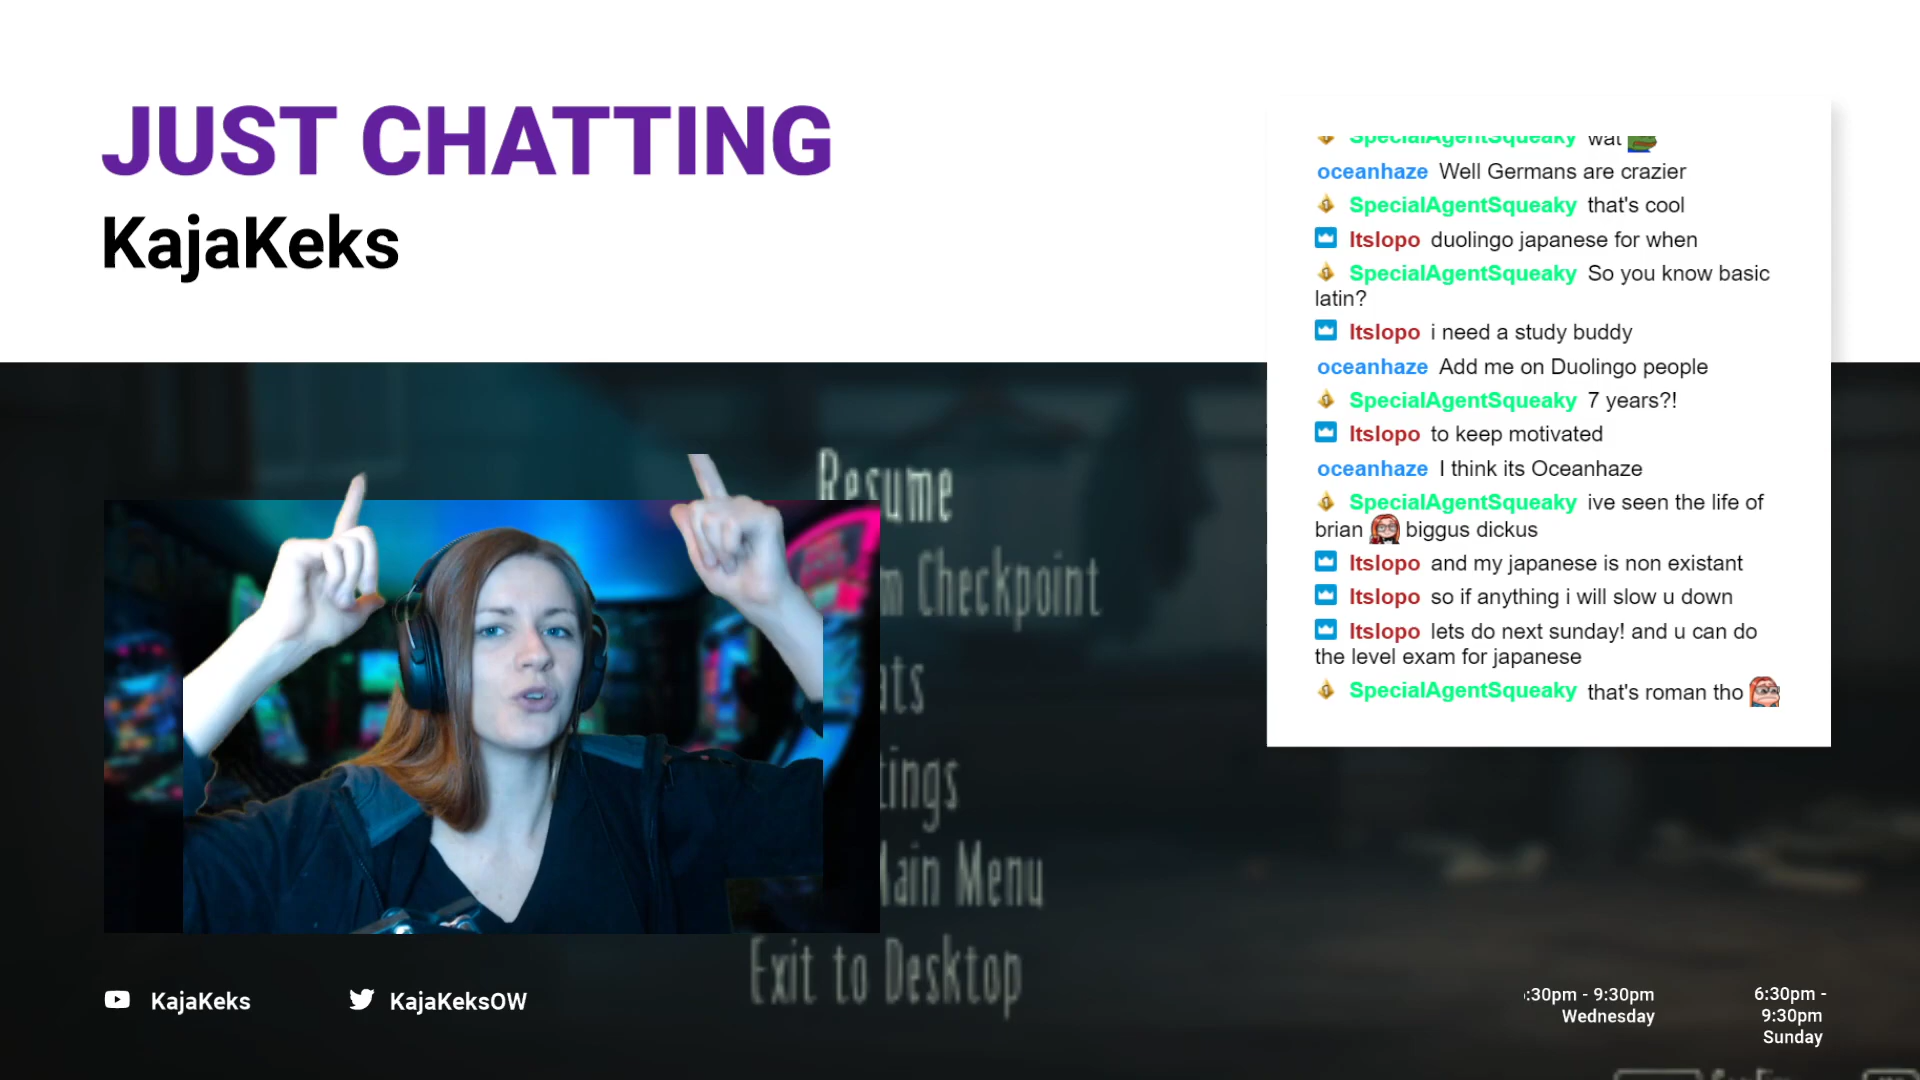 JUST CHATTING
KajaKeks
SpecialAgentSqueaky wat
oceanhaze Well Germans are crazier
SpecialAgentSqueaky that's cool
Itslopo duolingo japanese for when
SpecialAgentSqueaky So you know basic
latin?
Itslopo i need a study buddy
oceanhaze Add me on Duolingo people
SpecialAgentSqueaky 7 years?!
Itslopo to keep motivated
oceanhaze I think its Oceanhaze
SpecialAgentSqueaky ive seen the life of
brian biggus dickus
Itslopo and my japanese is non existant
Itslopo so if anything i will slow u down
Itslopo lets do next sunday! and u can do
the level exam for japanese
SpecialAgentSqueaky that's roman tho
Resume
Checkpoint
Main Menu
Exit to Desktop
KajaKeks
KajaKeksOW
:30pm - 9:30pm
Wednesday
6:30pm -
9:30pm
Sunday